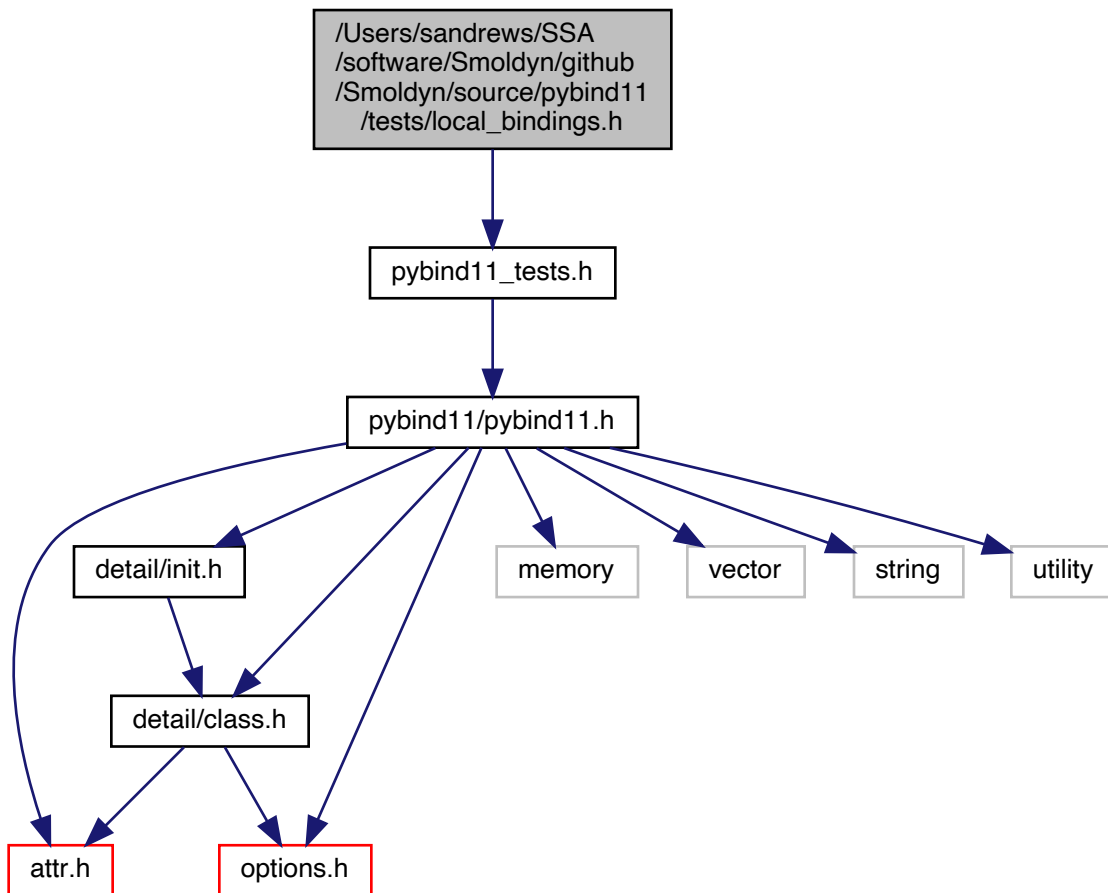 /Users/sandrews/SSA
/software/Smoldyn/github
/Smoldyn/source/pybind11
/tests/local_bindings.h
pybind11_tests.h
pybind11/pybind11.h
detail/init.h
memory
vector
string
utility
detail/class.h
attr.h
options.h